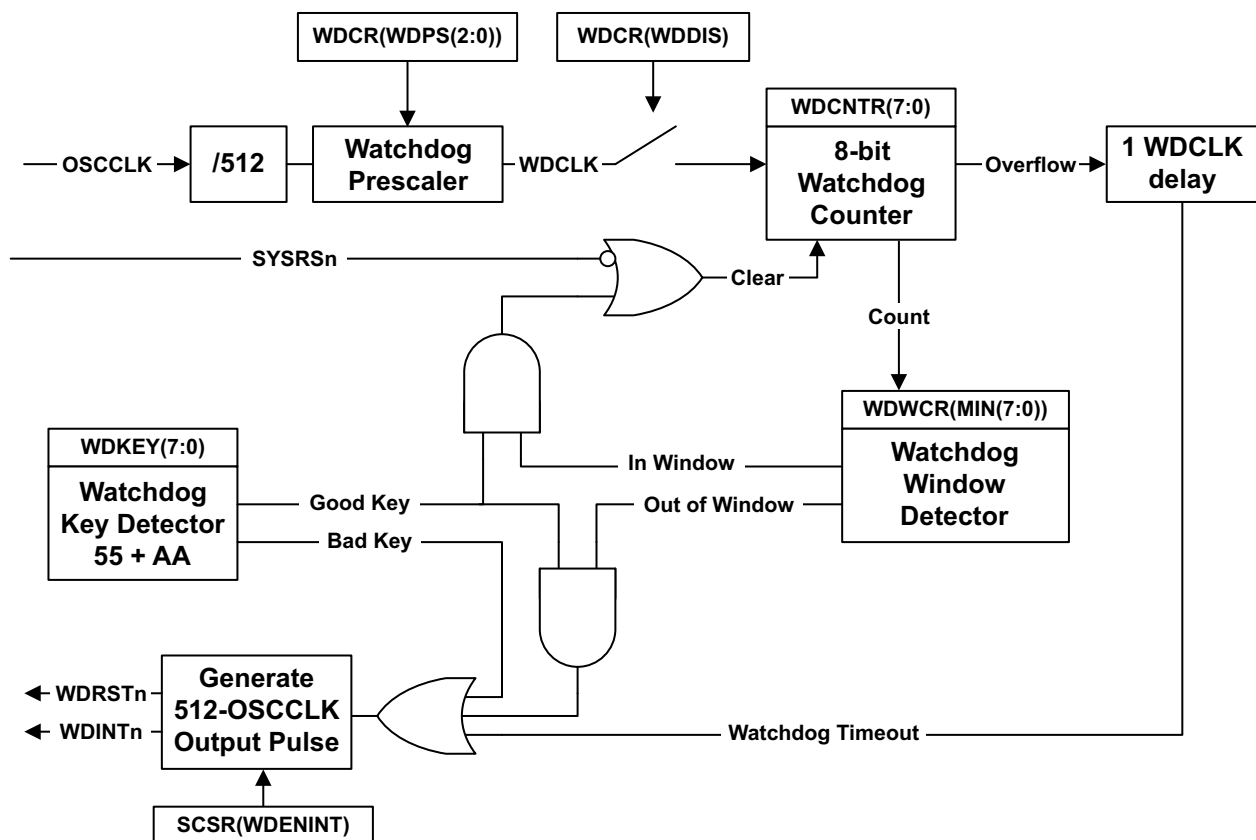 WDCR(WDPS(2:0))
WDCR(WDDIS)
WDCNTR(7:0)
OSCCLK
/512
Watchdog
Prescaler
WDCLK
8-bit
Watchdog
Counter
Overflow
1 WDCLK
delay
SYSRSn
Clear
Count
WDWCR(MIN(7:0))
WDKEY(7:0)
Watchdog
Key Detector
55 + AA
Good Key
Bad Key
In Window
Out of Window
Watchdog
Window
Detector
WDRSTn
WDINTn
Generate
512-OSCCLK
Output Pulse
Watchdog Timeout
SCSR(WDENINT)